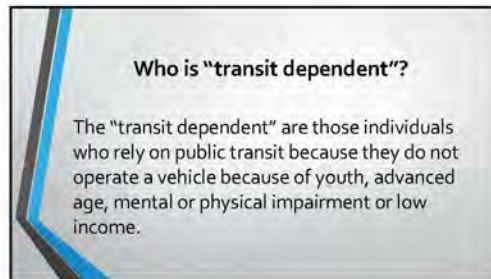 Who is “transit dependent”?
The “transit dependent” are those individuals
who rely on public transit because they do not
operate a vehicle because of youth, advanced
age, mental or physical impairment or low
income.